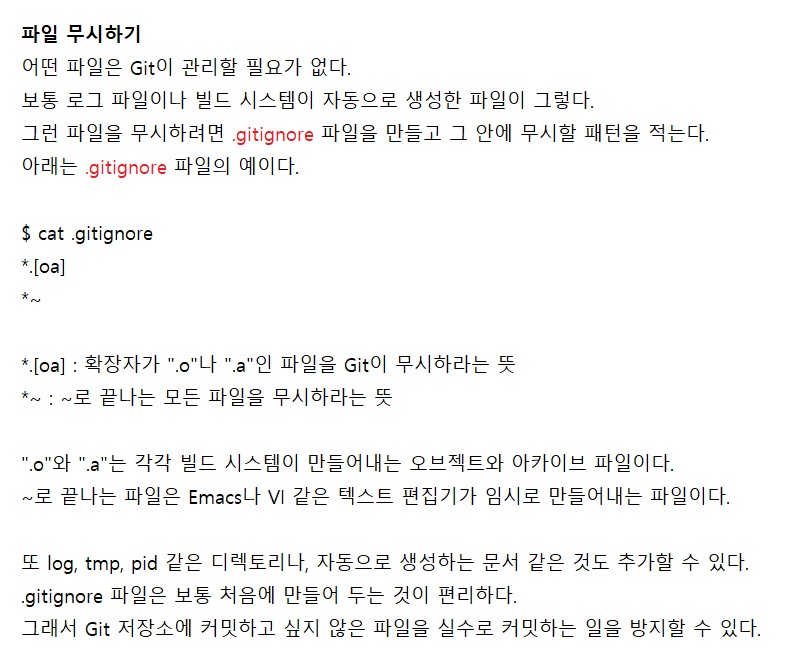 파일 무시하기
어떤 파일은 Git이 관리할 필요가 없다.
보통 로그 파일이나 빌드 시스템이 자동으로 생성한 파일이 그렇다.
그런 파일을 무시하려면 .gitignore 파일을 만들고 그 안에 무시할 패턴을 적는다.
아래는 .gitignore 파일의 예이다.
$ cat .gitignore
*.[oa]
*~
*.[oa] : 확장자가 ".o"나 ".a"인 파일을 Git이 무시하라는 뜻
*~ : ~로 끝나는 모든 파일을 무시하라는 뜻
".o"와 ".a"는 각각 빌드 시스템이 만들어내는 오브젝트와 아카이브 파일이다.
~로 끝나는 파일은 Emacs나 VI 같은 텍스트 편집기가 임시로 만들어내는 파일이다.
또 log, tmp, pid 같은 디렉토리나, 자동으로 생성하는 문서 같은 것도 추가할 수 있다.
.gitignore 파일은 보통 처음에 만들어 두는 것이 편리하다.
그래서 Git 저장소에 커밋하고 싶지 않은 파일을 실수로 커밋하는 일을 방지할 수 있다.